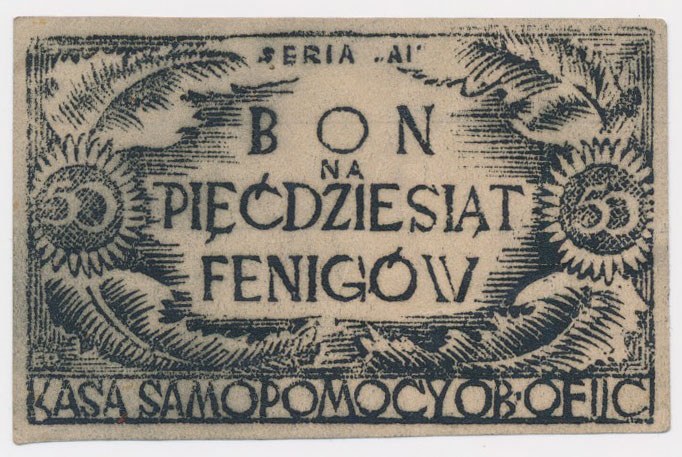 SERIA „AI"
BON
NA
50 PIĘĆDZIESIĄT 50
FENIGÓW
KASA SAMOPOMOCY OB: OFIIC